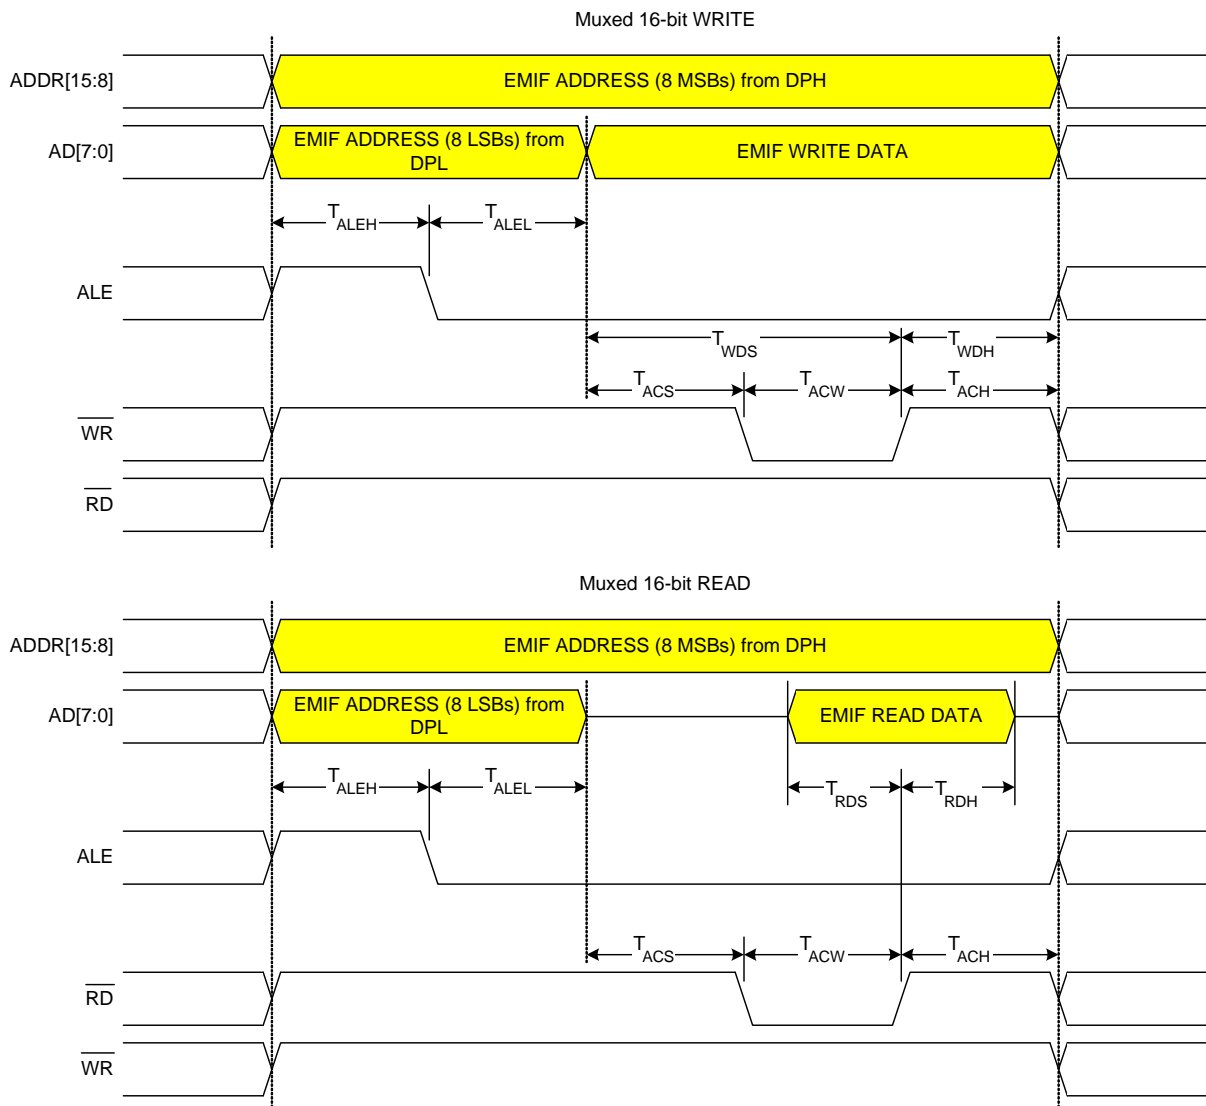 Muxed 16-bit WRITE
ADDR[15:8]
EMIF ADDRESS (8 MSBs) from DPH
AD[7:0]
EMIF ADDRESS (8 LSBs) from
DPL
EMIF WRITE DATA
TALEH
TALEL
ALE
TWDS
TWDH
TACS
TACW
TACH
WR
RD
Muxed 16-bit READ
ADDR[15:8]
EMIF ADDRESS (8 MSBs) from DPH
AD[7:0]
EMIF ADDRESS (8 LSBs) from
DPL
EMIF READ DATA
TALEH
TALEL
TRDS
TRDH
ALE
TACS
TACW
TACH
RD
WR